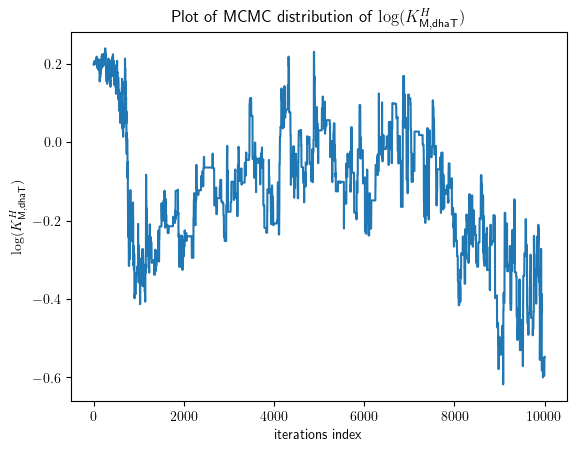 Plot of MCMC distribution of log(K^H_M,dhaT)
log(K^H_M,dhaT)
0.2
0.0
−0.2
−0.4
−0.6
0 2000 4000 6000 8000 10000
iterations index